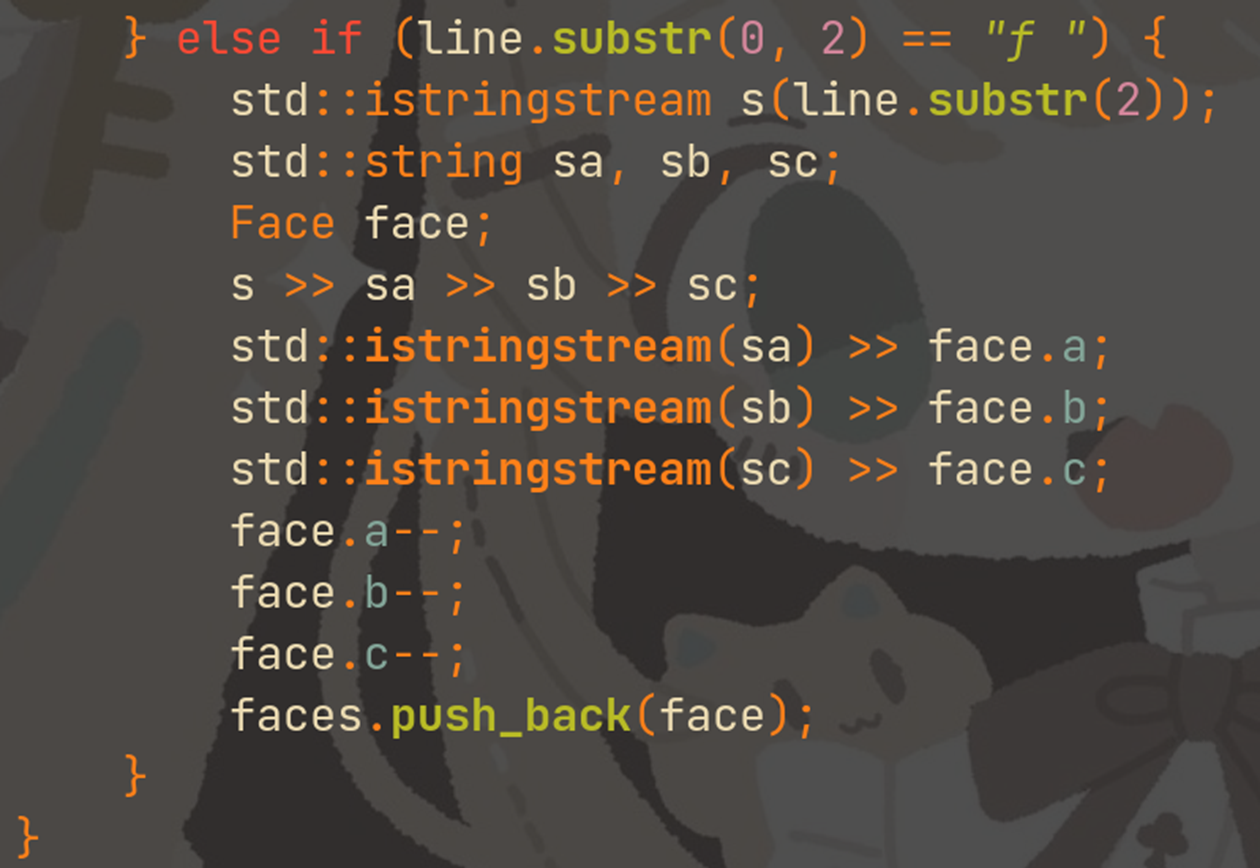 } else if (line.substr(0, 2) == "f ") {
std::istringstream s(line.substr(2));
std::string sa, sb, sc;
Face face;
s >> sa >> sb >> sc;
std::istringstream(sa) >> face.a;
std::istringstream(sb) >> face.b;
std::istringstream(sc) >> face.c;
face.a--;
face.b--;
face.c--;
faces.push_back(face);
}
}